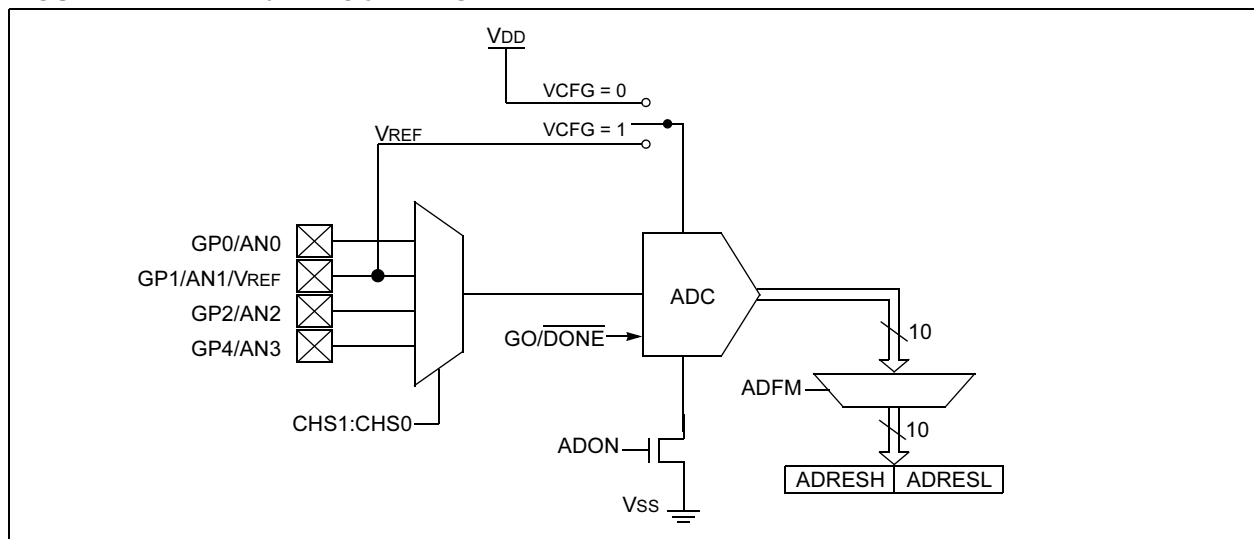 VDD
VCFG = 0
VCFG = 1
VREF
GP0/AN0
GP1/AN1/VREF
GP2/AN2
GP4/AN3
ADC
GO/DONE
10
ADFM
CHS1:CHS0
10
ADON
ADRESH ADRESL
VSS